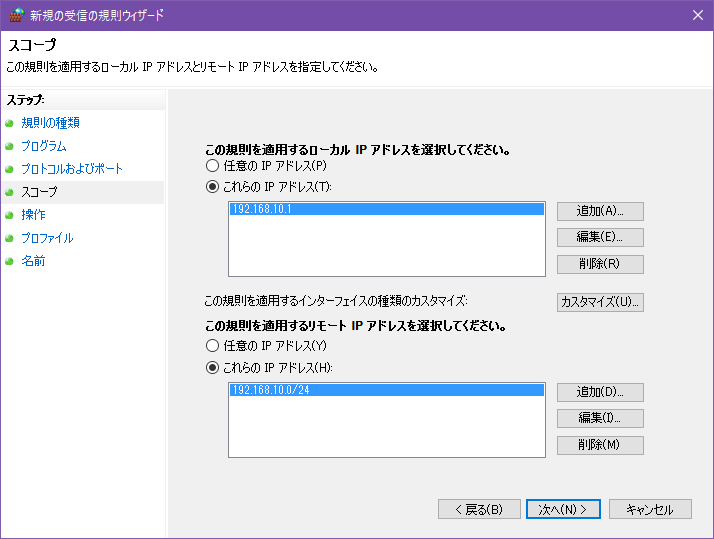 新規の受信の規則ウィザード
スコープ
この規則を適用するローカル IP アドレスとリモート IP アドレスを指定してください。
ステップ:
規則の種類
プログラム
プロトコルおよびポート
スコープ
操作
プロファイル
名前
この規則を適用するローカル IP アドレスを選択してください。
任意の IP アドレス(P)
これらの IP アドレス(T):
192.168.10.1
追加(A)...
編集(E)...
削除(R)
この規則を適用するインターフェイスの種類のカスタマイズ:
カスタマイズ(U)...
この規則を適用するリモート IP アドレスを選択してください。
任意の IP アドレス(Y)
これらの IP アドレス(H):
192.168.10.0/24
追加(D)...
編集(I)...
削除(M)
< 戻る(B)
次へ(N) >
キャンセル